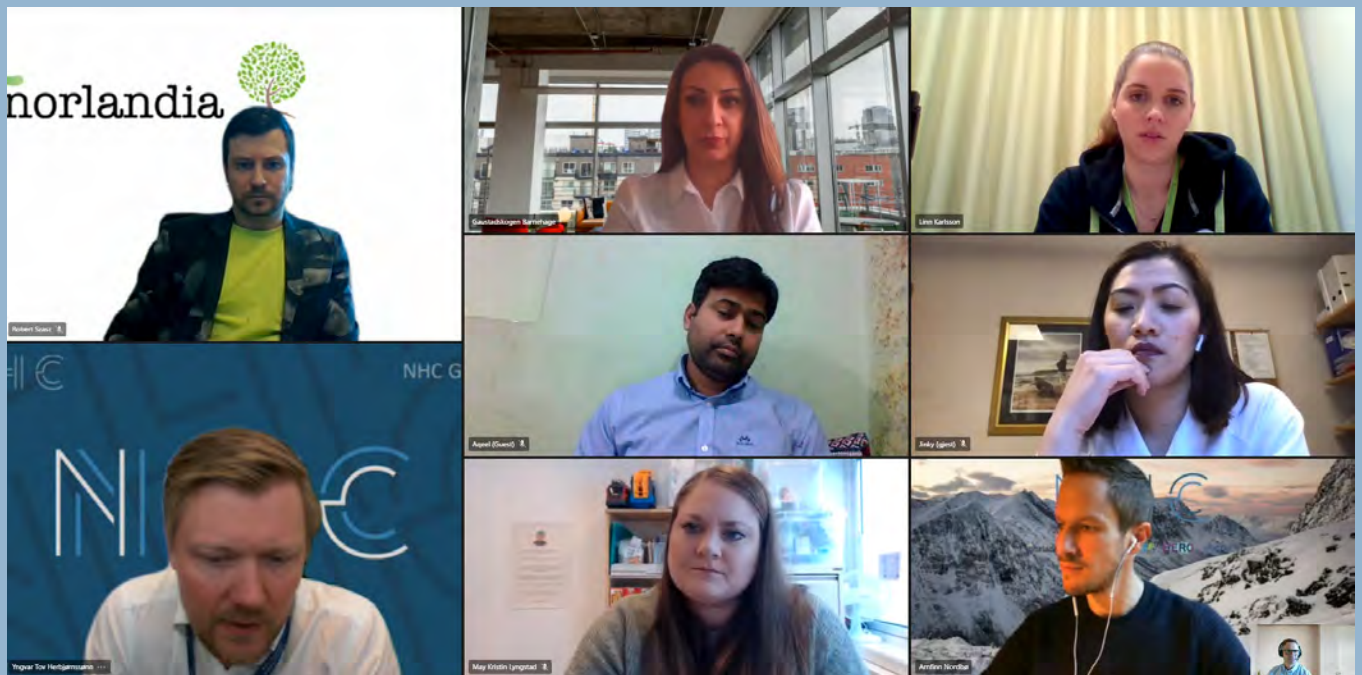 norlandia
Robert Szasz
Gaustadskogen Barnehage
Linn Karlsson
Aqeel (Guest)
Jinky (gjest)
NHC G
NHC
Yngvar Tov Herbjørnssønn
May Kristin Lyngstad
Arnfinn Nordbø